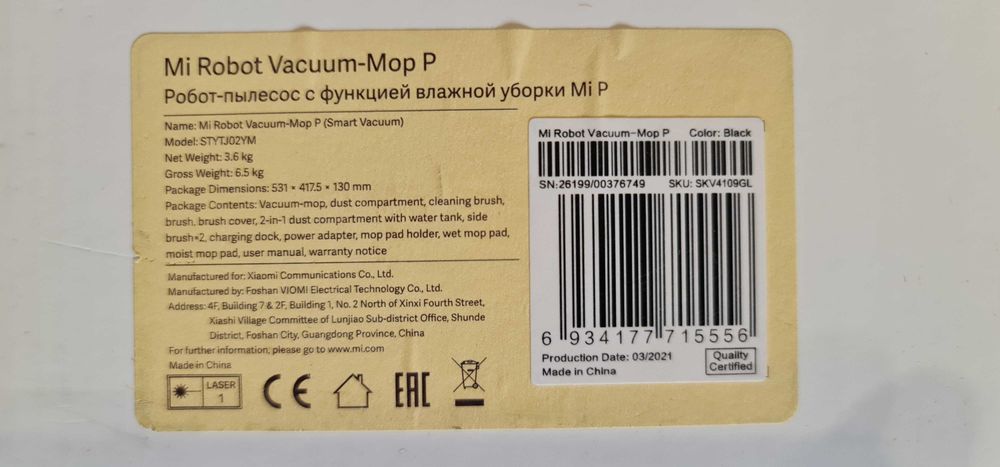 Mi Robot Vacuum-Mop P
Робот-пылесос с функцией влажной уборки Mi P
Name: Mi Robot Vacuum-Mop P (Smart Vacuum)
Model: STYTJ02YM
Net Weight: 3.6 kg
Gross Weight: 6.5 kg
Package Dimensions: 531 × 417.5 × 130 mm
Package Contents: Vacuum-mop, dust compartment, cleaning brush,
brush, brush cover, 2-in-1 dust compartment with water tank, side
brush×2, charging dock, power adapter, mop pad holder, wet mop pad,
moist mop pad, user manual, warranty notice
Manufactured for: Xiaomi Communications Co., Ltd.
Manufactured by: Foshan VIOMI Electrical Technology Co., Ltd.
Address: 4F, Building 7 & 2F, Building 1, No. 2 North of Xinxi Fourth Street,
Xiashi Village Committee of Lunjiao Sub-district Office, Shunde
District, Foshan City, Guangdong Province, China
For further information, please go to www.mi.com
Made in China
LASER
1
CE
EAC
Mi Robot Vacuum-Mop P Color: Black
SN:26199/00376749 SKU: SKV4109GL
6 934177 715556
Production Date: 03/2021
Made in China
Quality
Certified